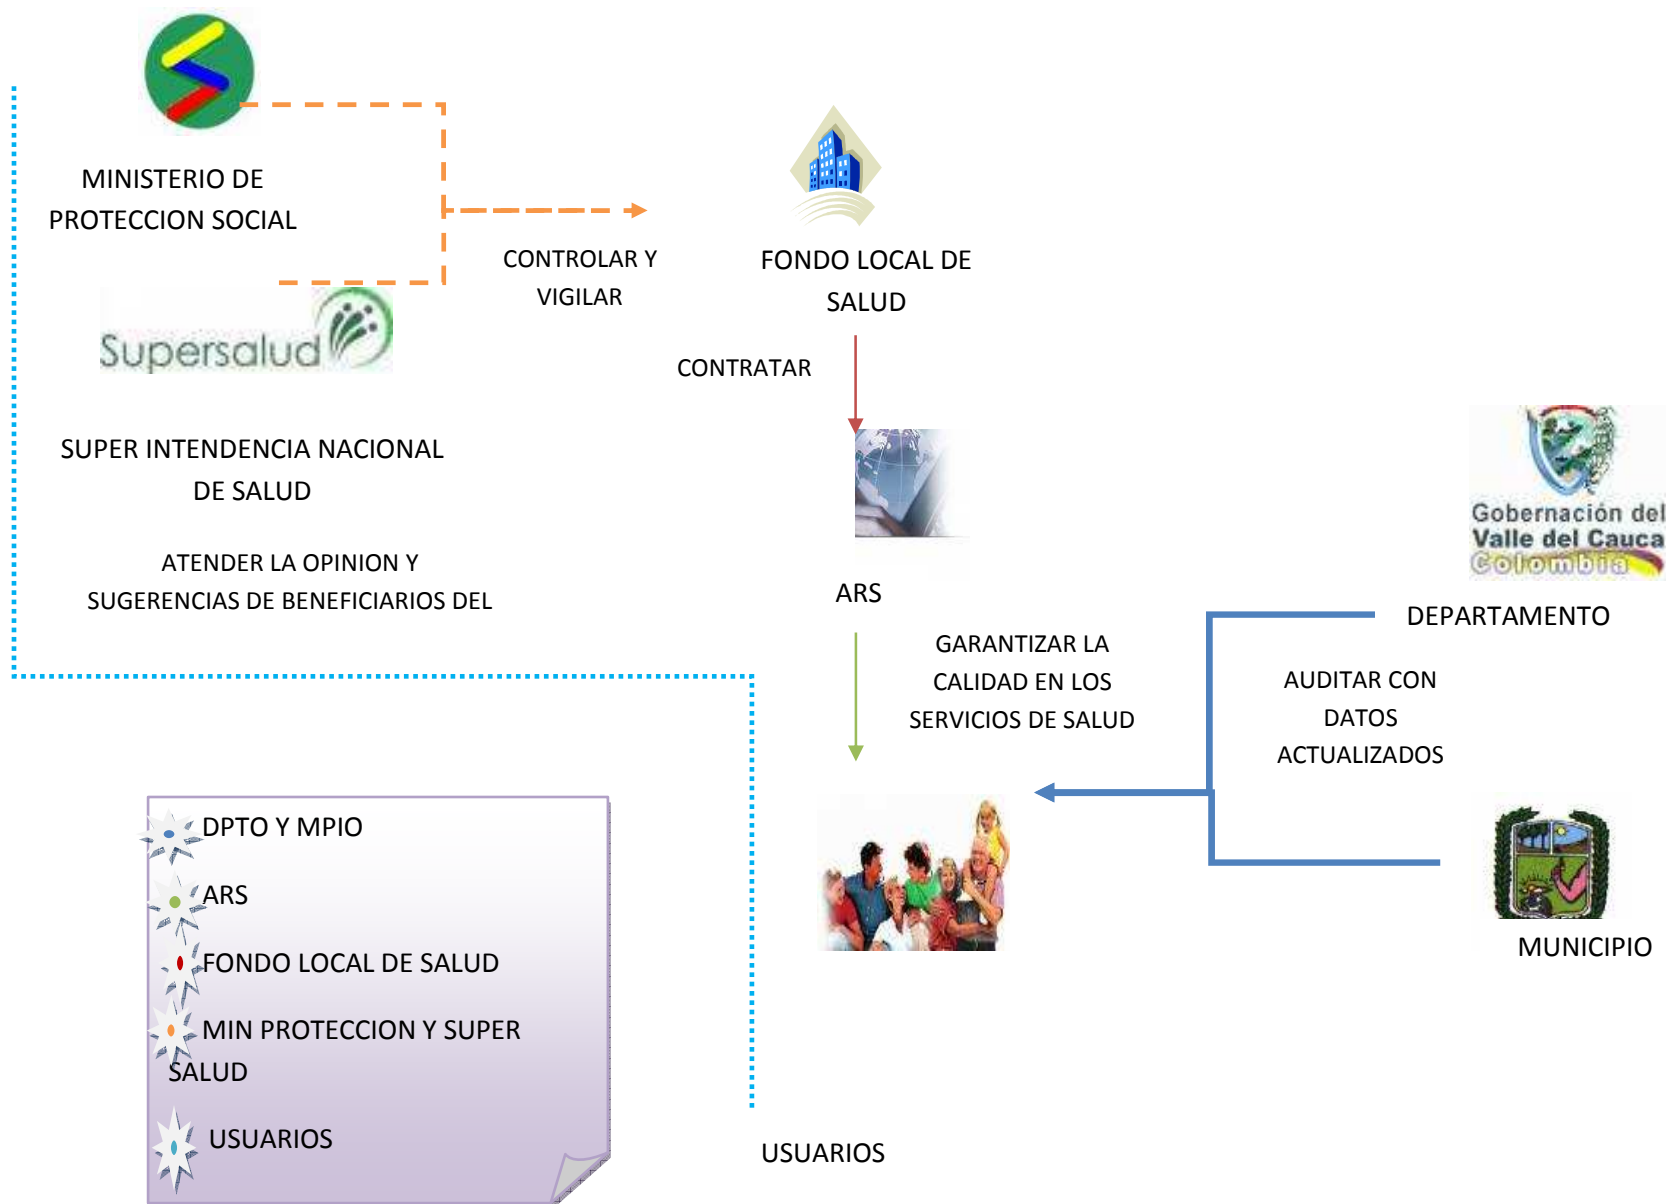 MINISTERIO DE
PROTECCION SOCIAL
CONTROLAR Y
VIGILAR
FONDO LOCAL DE
SALUD
Supersalud
CONTRATAR
SUPER INTENDENCIA NACIONAL
DE SALUD
ATENDER LA OPINION Y
SUGERENCIAS DE BENEFICIARIOS DEL
ARS
Gobernación del
Valle del Cauca
Colombia
DEPARTAMENTO
GARANTIZAR LA
CALIDAD EN LOS
SERVICIOS DE SALUD
AUDITAR CON
DATOS
ACTUALIZADOS
MUNICIPIO
DPTO Y MPIO
ARS
FONDO LOCAL DE SALUD
MIN PROTECCION Y SUPER
SALUD
USUARIOS
USUARIOS